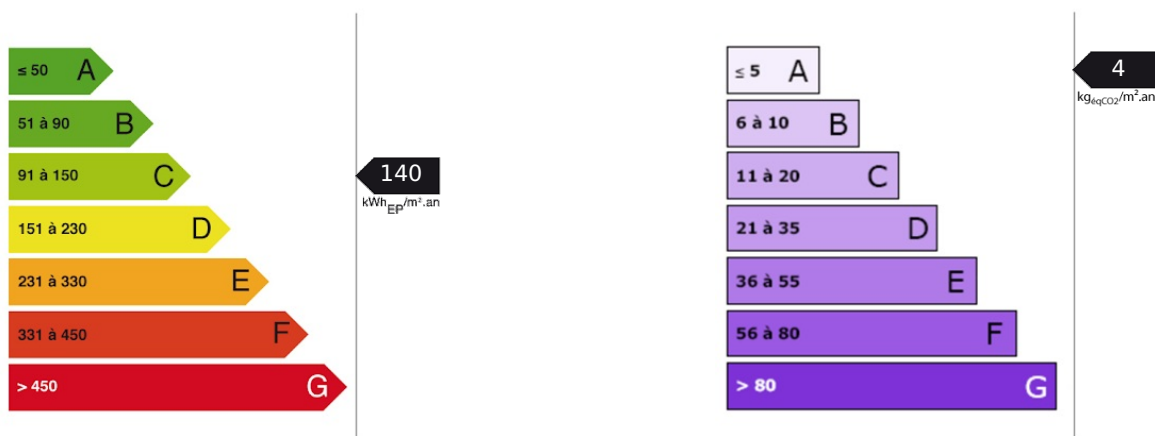 ≤ 50 A
51 à 90 B
91 à 150 C
151 à 230 D
231 à 330 E
331 à 450 F
> 450 G
140
kWhEP/m².an
≤ 5 A
6 à 10 B
11 à 20 C
21 à 35 D
36 à 55 E
56 à 80 F
> 80 G
4
kgéqCO2/m².an